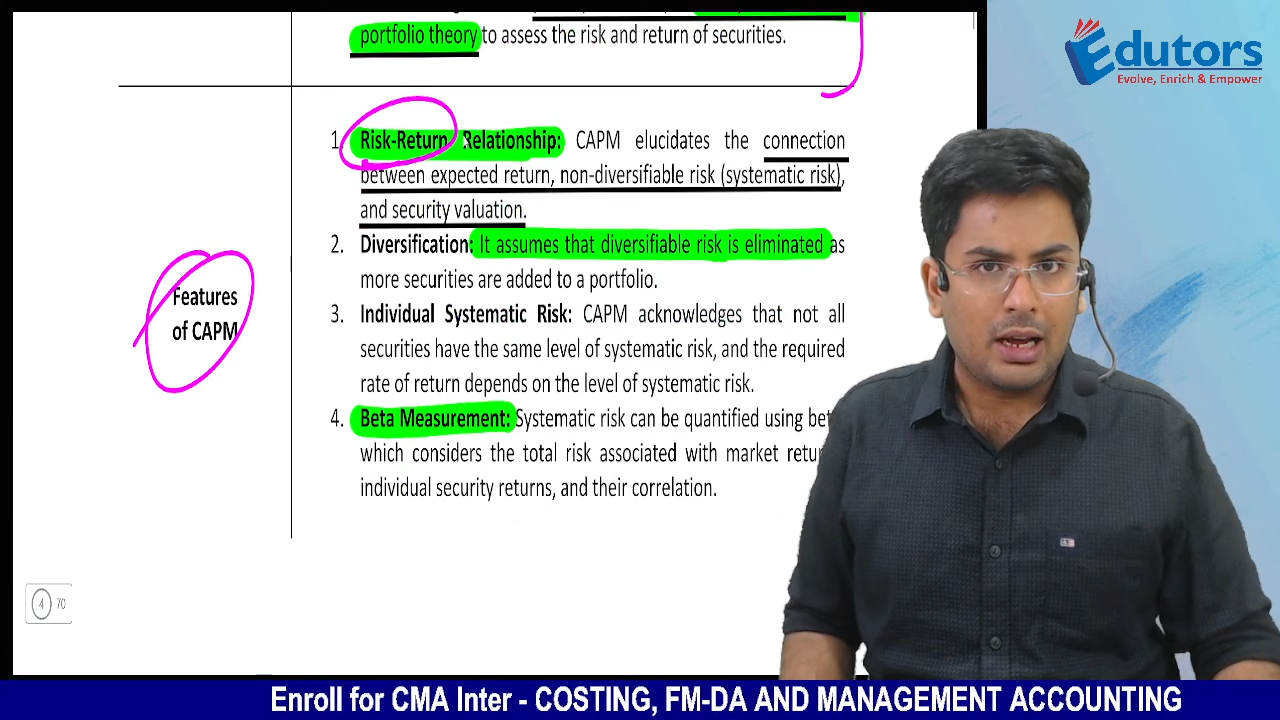 portfolio theory to assess the risk and return of securities.
Edutors
Evolve, Enrich & Empower
1. Risk-Return Relationship: CAPM elucidates the connection
between expected return, non-diversifiable risk (systematic risk),
and security valuation.
2. Diversification: It assumes that diversifiable risk is eliminated as
more securities are added to a portfolio.
Features
of CAPM
3. Individual Systematic Risk: CAPM acknowledges that not all
securities have the same level of systematic risk, and the required
rate of return depends on the level of systematic risk.
4. Beta Measurement: Systematic risk can be quantified using
which considers the total risk associated with market
individual security returns, and their correlation.
4 70
Enroll for CMA Inter - COSTING, FM-DA AND MANAGEMENT ACCOUNTING